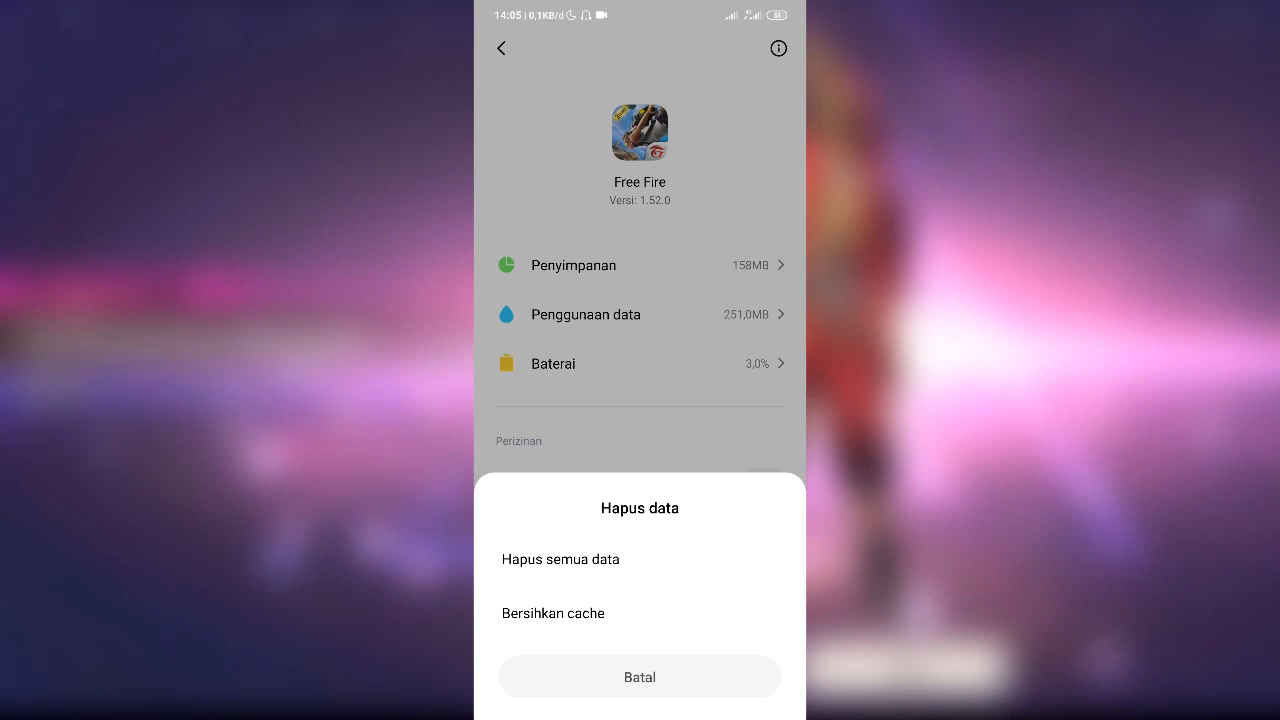 14:05 | 0,1KB/d
61
Free Fire
Versi: 1.52.0
Penyimpanan 158MB
Penggunaan data 251,0MB
Baterai 3,0%
Perizinan
Hapus data
Hapus semua data
Bersihkan cache
Batal